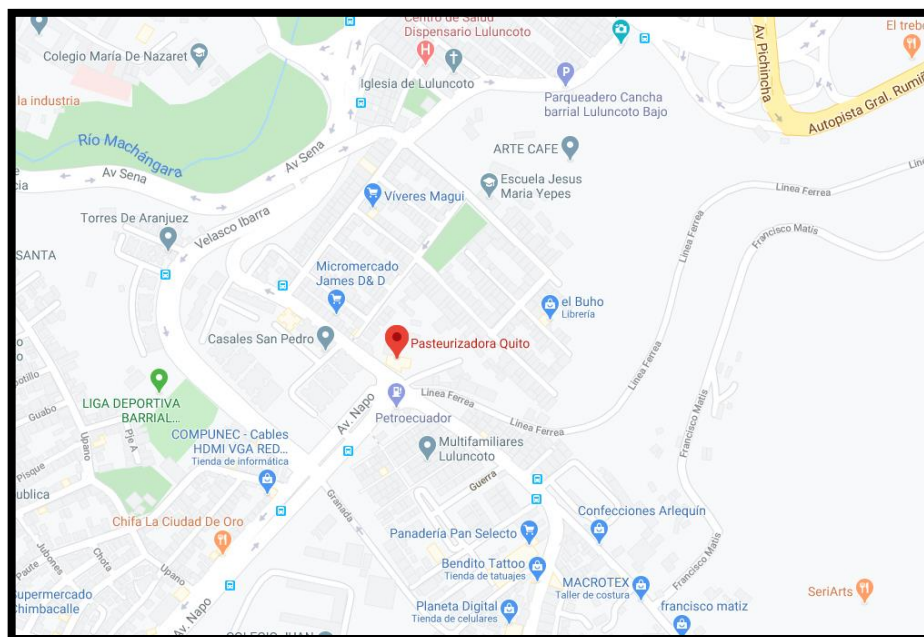 Centro de Salud
Dispensario Luluncoto
Colegio María De Nazaret
Iglesia de Luluncoto
Av Pichincha
El trebo
la industria
Parqueadero Cancha
barrial Luluncoto Bajo
Autopista Gral. Rumiñ
Río Machángara
Av Sena
ARTE CAFE
Av Sena
Escuela Jesus
Maria Yepes
Linea Ferrea
Víveres Magui
Torres De Aranjuez
Velasco Ibarra
Linea Ferrea
Francisco Matis
SANTA
Micromercado
James D& D
el Buho
Librería
Casales San Pedro
Pasteurizadora Quito
Linea Ferrea
LIGA DEPORTIVA
BARRIAL...
Guabo
Upano
Pje A
Av. Napo
Petroecuador
Linea Ferrea
Linea Ferrea
Francisco Matis
COMPUNEC - Cables
HDMI VGA RED...
Tienda de informática
Multifamiliares
Luluncoto
Pisque
Guerra
ublica
Granada
Chifa La Ciudad De Oro
Panadería Pan Selecto
Confecciones Arlequín
Jubones
Chota
Paute
Upano
Bendito Tattoo
Tienda de tatuajes
MACROTEX
Taller de costura
Francisco Matis
SeriArts
Supermercado
Chimbacalle
Av. Napo
Planeta Digital
Tienda de celulares
francisco matiz
COLEGIO JUAN